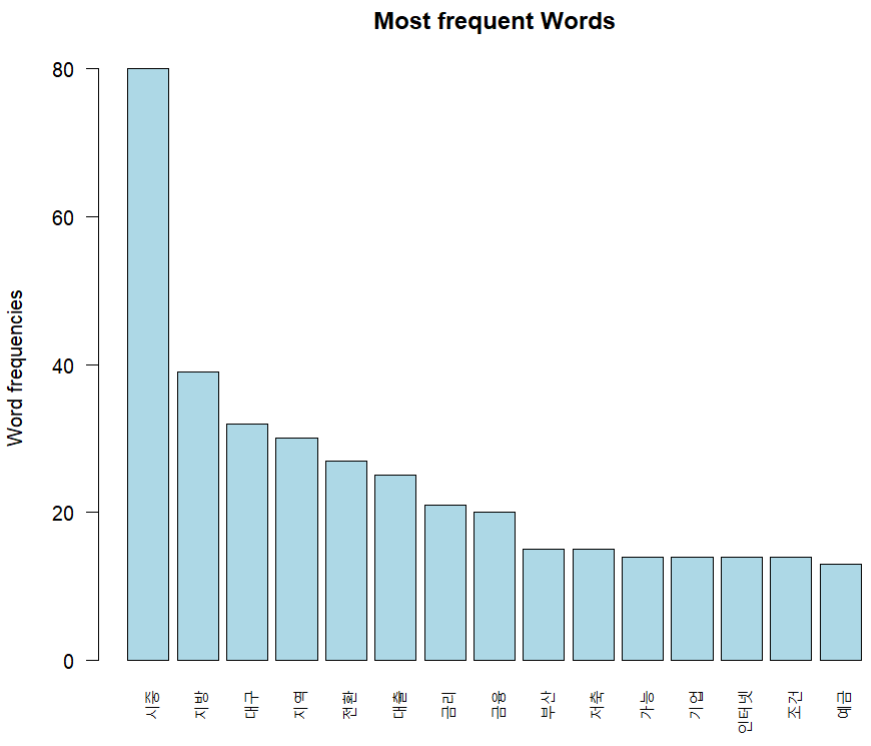 Most frequent Words
Word frequencies
80
60
40
20
0
시중
지방
대구
지역
전환
대출
금리
금융
부산
저축
가능
기업
인터넷
조건
예금